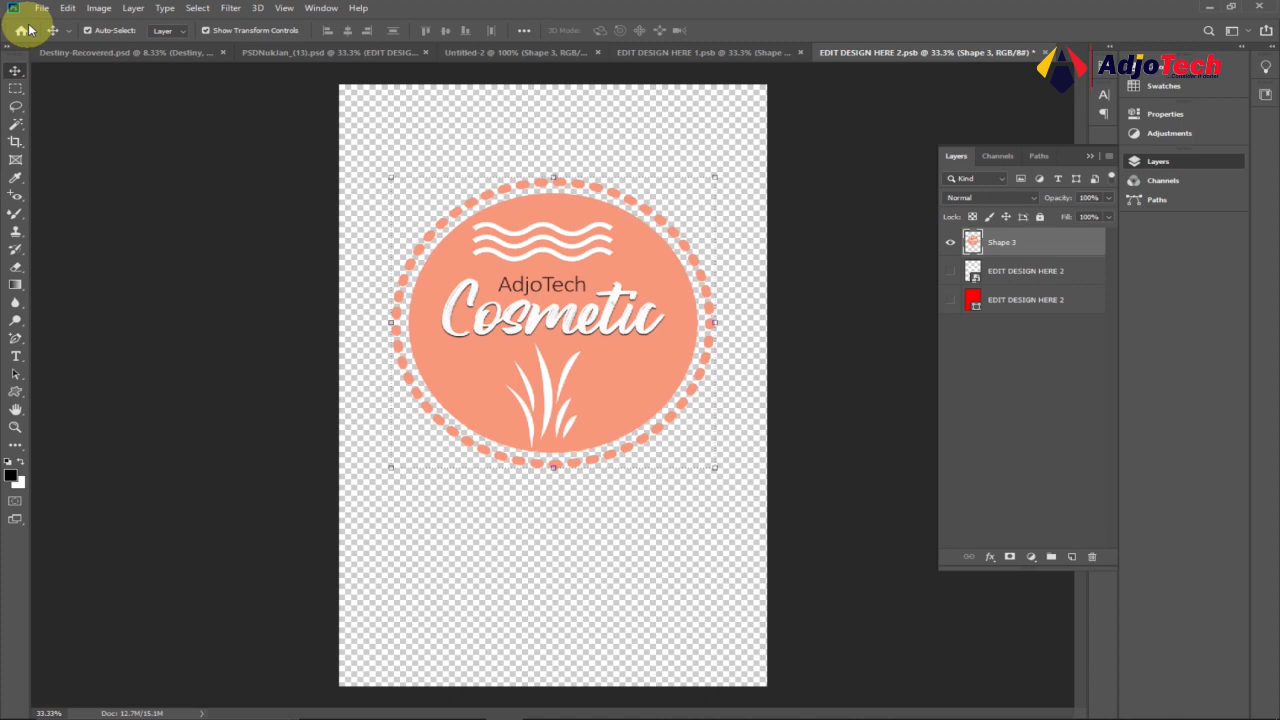 File Edit Image Layer Type Select Filter 3D View Window Help
Auto-Select: Layer Show Transform Controls 3D Mode:
Destiny-Recovered.psd @ 8.33% (Destiny, ... × PSDNukJan_(13).psd @ 33.3% (EDIT DESIG... × Untitled-2 @ 100% (Shape 3, RGB/... × EDIT DESIGN HERE 1.psb @ 33.3% (Shape ... × EDIT DESIGN HERE 2.psb @ 33.3% (Shape 3, RGB/8#) *
AdjoTech
Swatches
Properties
Adjustments
Layers
Channels
Paths
Layers Channels Paths
Kind
Normal Opacity: 100%
Lock: Fill: 100%
Shape 3
EDIT DESIGN HERE 2
EDIT DESIGN HERE 2
AdjoTech
Cosmetic
33.33% Doc: 12.7M/15.1M